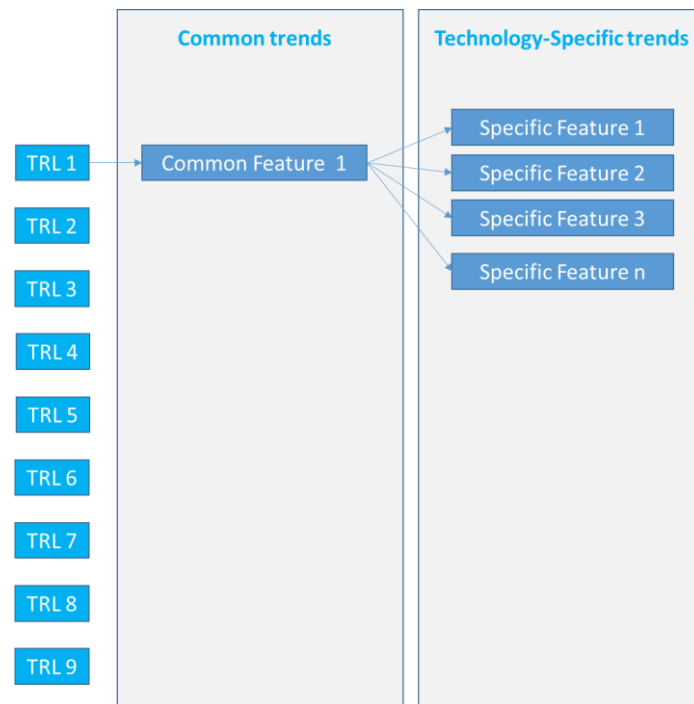 Common trends
Technology-Specific trends
Specific Feature 1
TRL 1
Common Feature 1
Specific Feature 2
TRL 2
Specific Feature 3
Specific Feature n
TRL 3
TRL 4
TRL 5
TRL 6
TRL 7
TRL 8
TRL 9